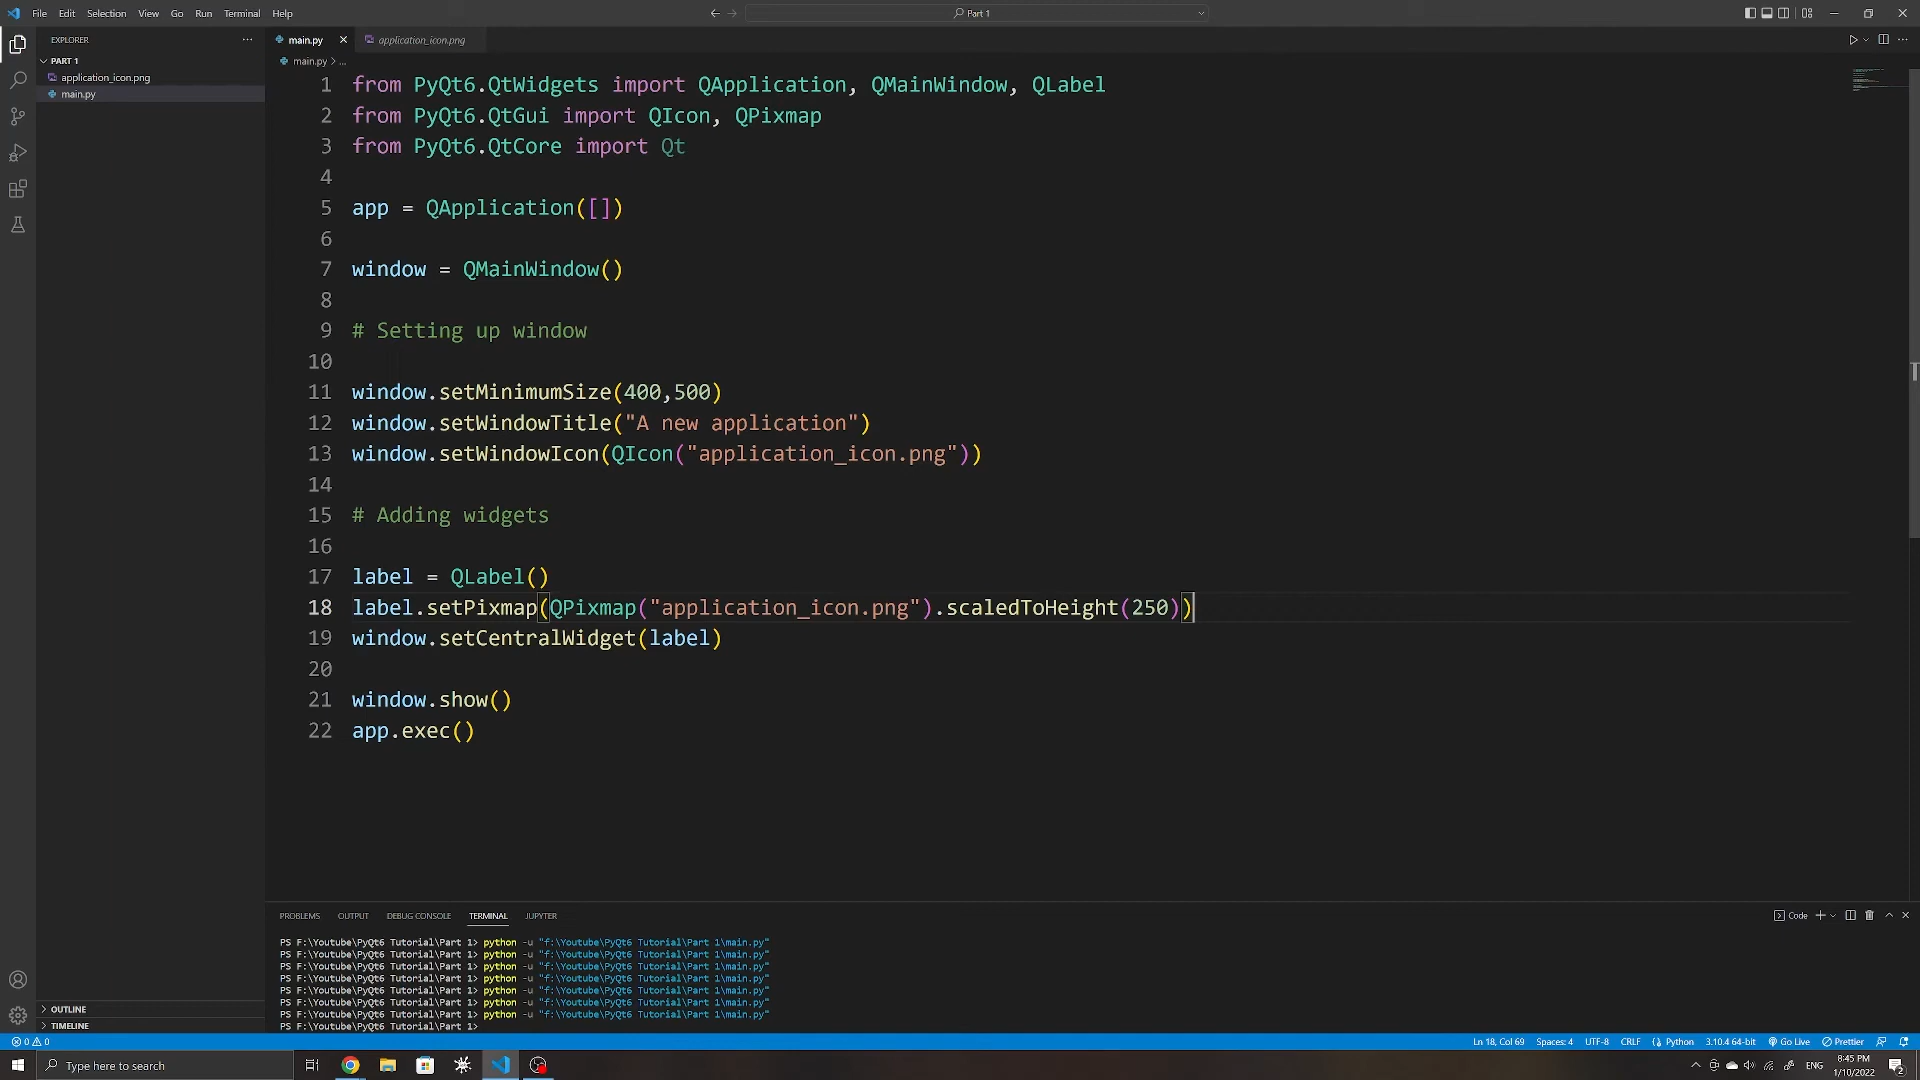 File Edit Selection View Go Run Terminal Help
Part 1
EXPLORER
PART 1
application_icon.png
main.py
OUTLINE
TIMELINE
main.py
application_icon.png
main.py > ...
1 from PyQt6.QtWidgets import QApplication, QMainWindow, QLabel
2 from PyQt6.QtGui import QIcon, QPixmap
3 from PyQt6.QtCore import Qt
4
5 app = QApplication([])
6
7 window = QMainWindow()
8
9 # Setting up window
10
11 window.setMinimumSize(400,500)
12 window.setWindowTitle("A new application")
13 window.setWindowIcon(QIcon("application_icon.png"))
14
15 # Adding widgets
16
17 label = QLabel()
18 label.setPixmap(QPixmap("application_icon.png").scaledToHeight(250))
19 window.setCentralWidget(label)
20
21 window.show()
22 app.exec()
PROBLEMS OUTPUT DEBUG CONSOLE TERMINAL JUPYTER
Code
PS F:\Youtube\PyQt6 Tutorial\Part 1> python -u "f:\Youtube\PyQt6 Tutorial\Part 1\main.py"
PS F:\Youtube\PyQt6 Tutorial\Part 1> python -u "f:\Youtube\PyQt6 Tutorial\Part 1\main.py"
PS F:\Youtube\PyQt6 Tutorial\Part 1> python -u "f:\Youtube\PyQt6 Tutorial\Part 1\main.py"
PS F:\Youtube\PyQt6 Tutorial\Part 1> python -u "f:\Youtube\PyQt6 Tutorial\Part 1\main.py"
PS F:\Youtube\PyQt6 Tutorial\Part 1> python -u "f:\Youtube\PyQt6 Tutorial\Part 1\main.py"
PS F:\Youtube\PyQt6 Tutorial\Part 1> python -u "f:\Youtube\PyQt6 Tutorial\Part 1\main.py"
PS F:\Youtube\PyQt6 Tutorial\Part 1> python -u "f:\Youtube\PyQt6 Tutorial\Part 1\main.py"
PS F:\Youtube\PyQt6 Tutorial\Part 1>
0 0
Ln 18, Col 69 Spaces: 4 UTF-8 CRLF Python 3.10.4 64-bit Go Live Prettier
Type here to search
ENG
8:45 PM
1/10/2022
2